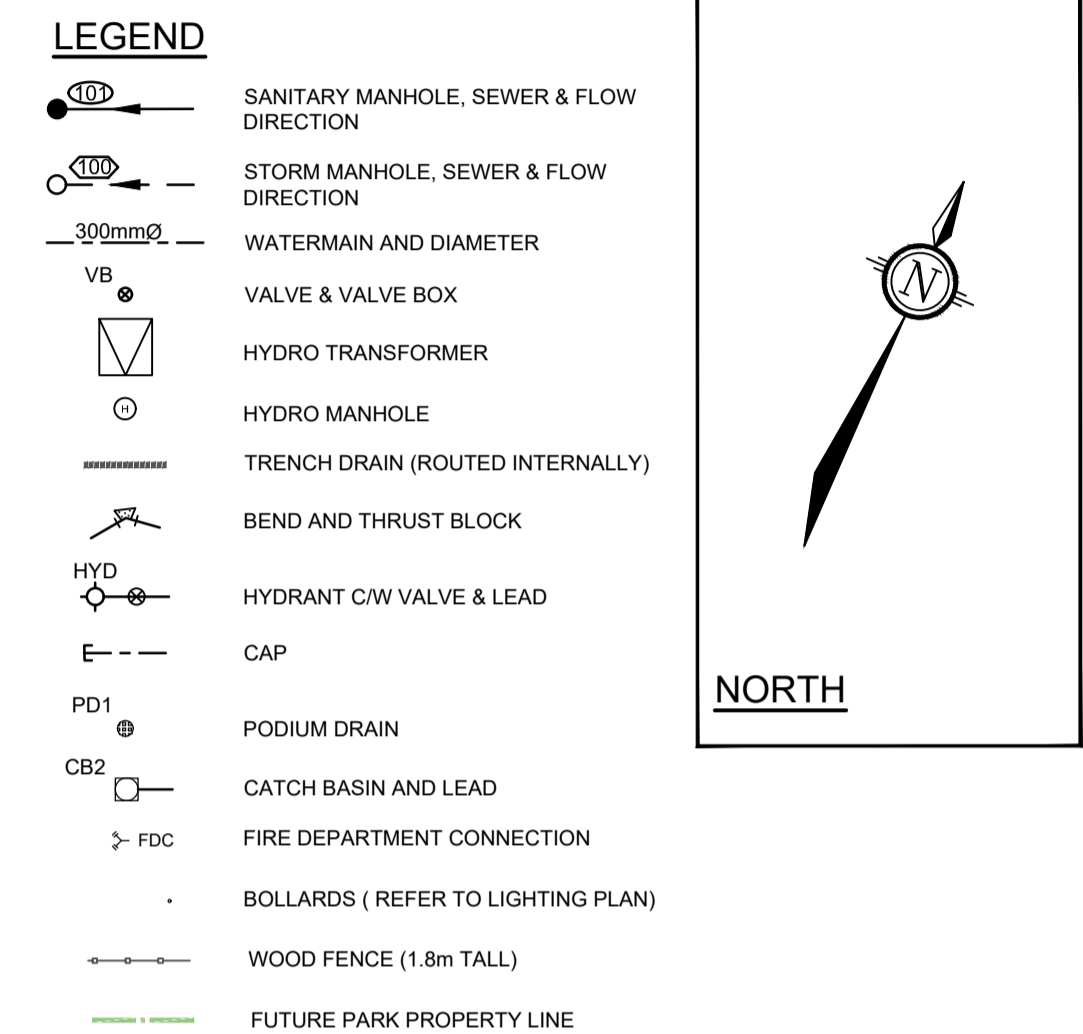 LEGEND
101
SANITARY MANHOLE, SEWER & FLOW
DIRECTION
100
STORM MANHOLE, SEWER & FLOW
DIRECTION
300mmØ
WATERMAIN AND DIAMETER
VB
VALVE & VALVE BOX
HYDRO TRANSFORMER
H
HYDRO MANHOLE
TRENCH DRAIN (ROUTED INTERNALLY)
BEND AND THRUST BLOCK
HYD
HYDRANT C/W VALVE & LEAD
CAP
PD1
PODIUM DRAIN
CB2
CATCH BASIN AND LEAD
FDC
FIRE DEPARTMENT CONNECTION
BOLLARDS ( REFER TO LIGHTING PLAN)
WOOD FENCE (1.8m TALL)
FUTURE PARK PROPERTY LINE
N
NORTH